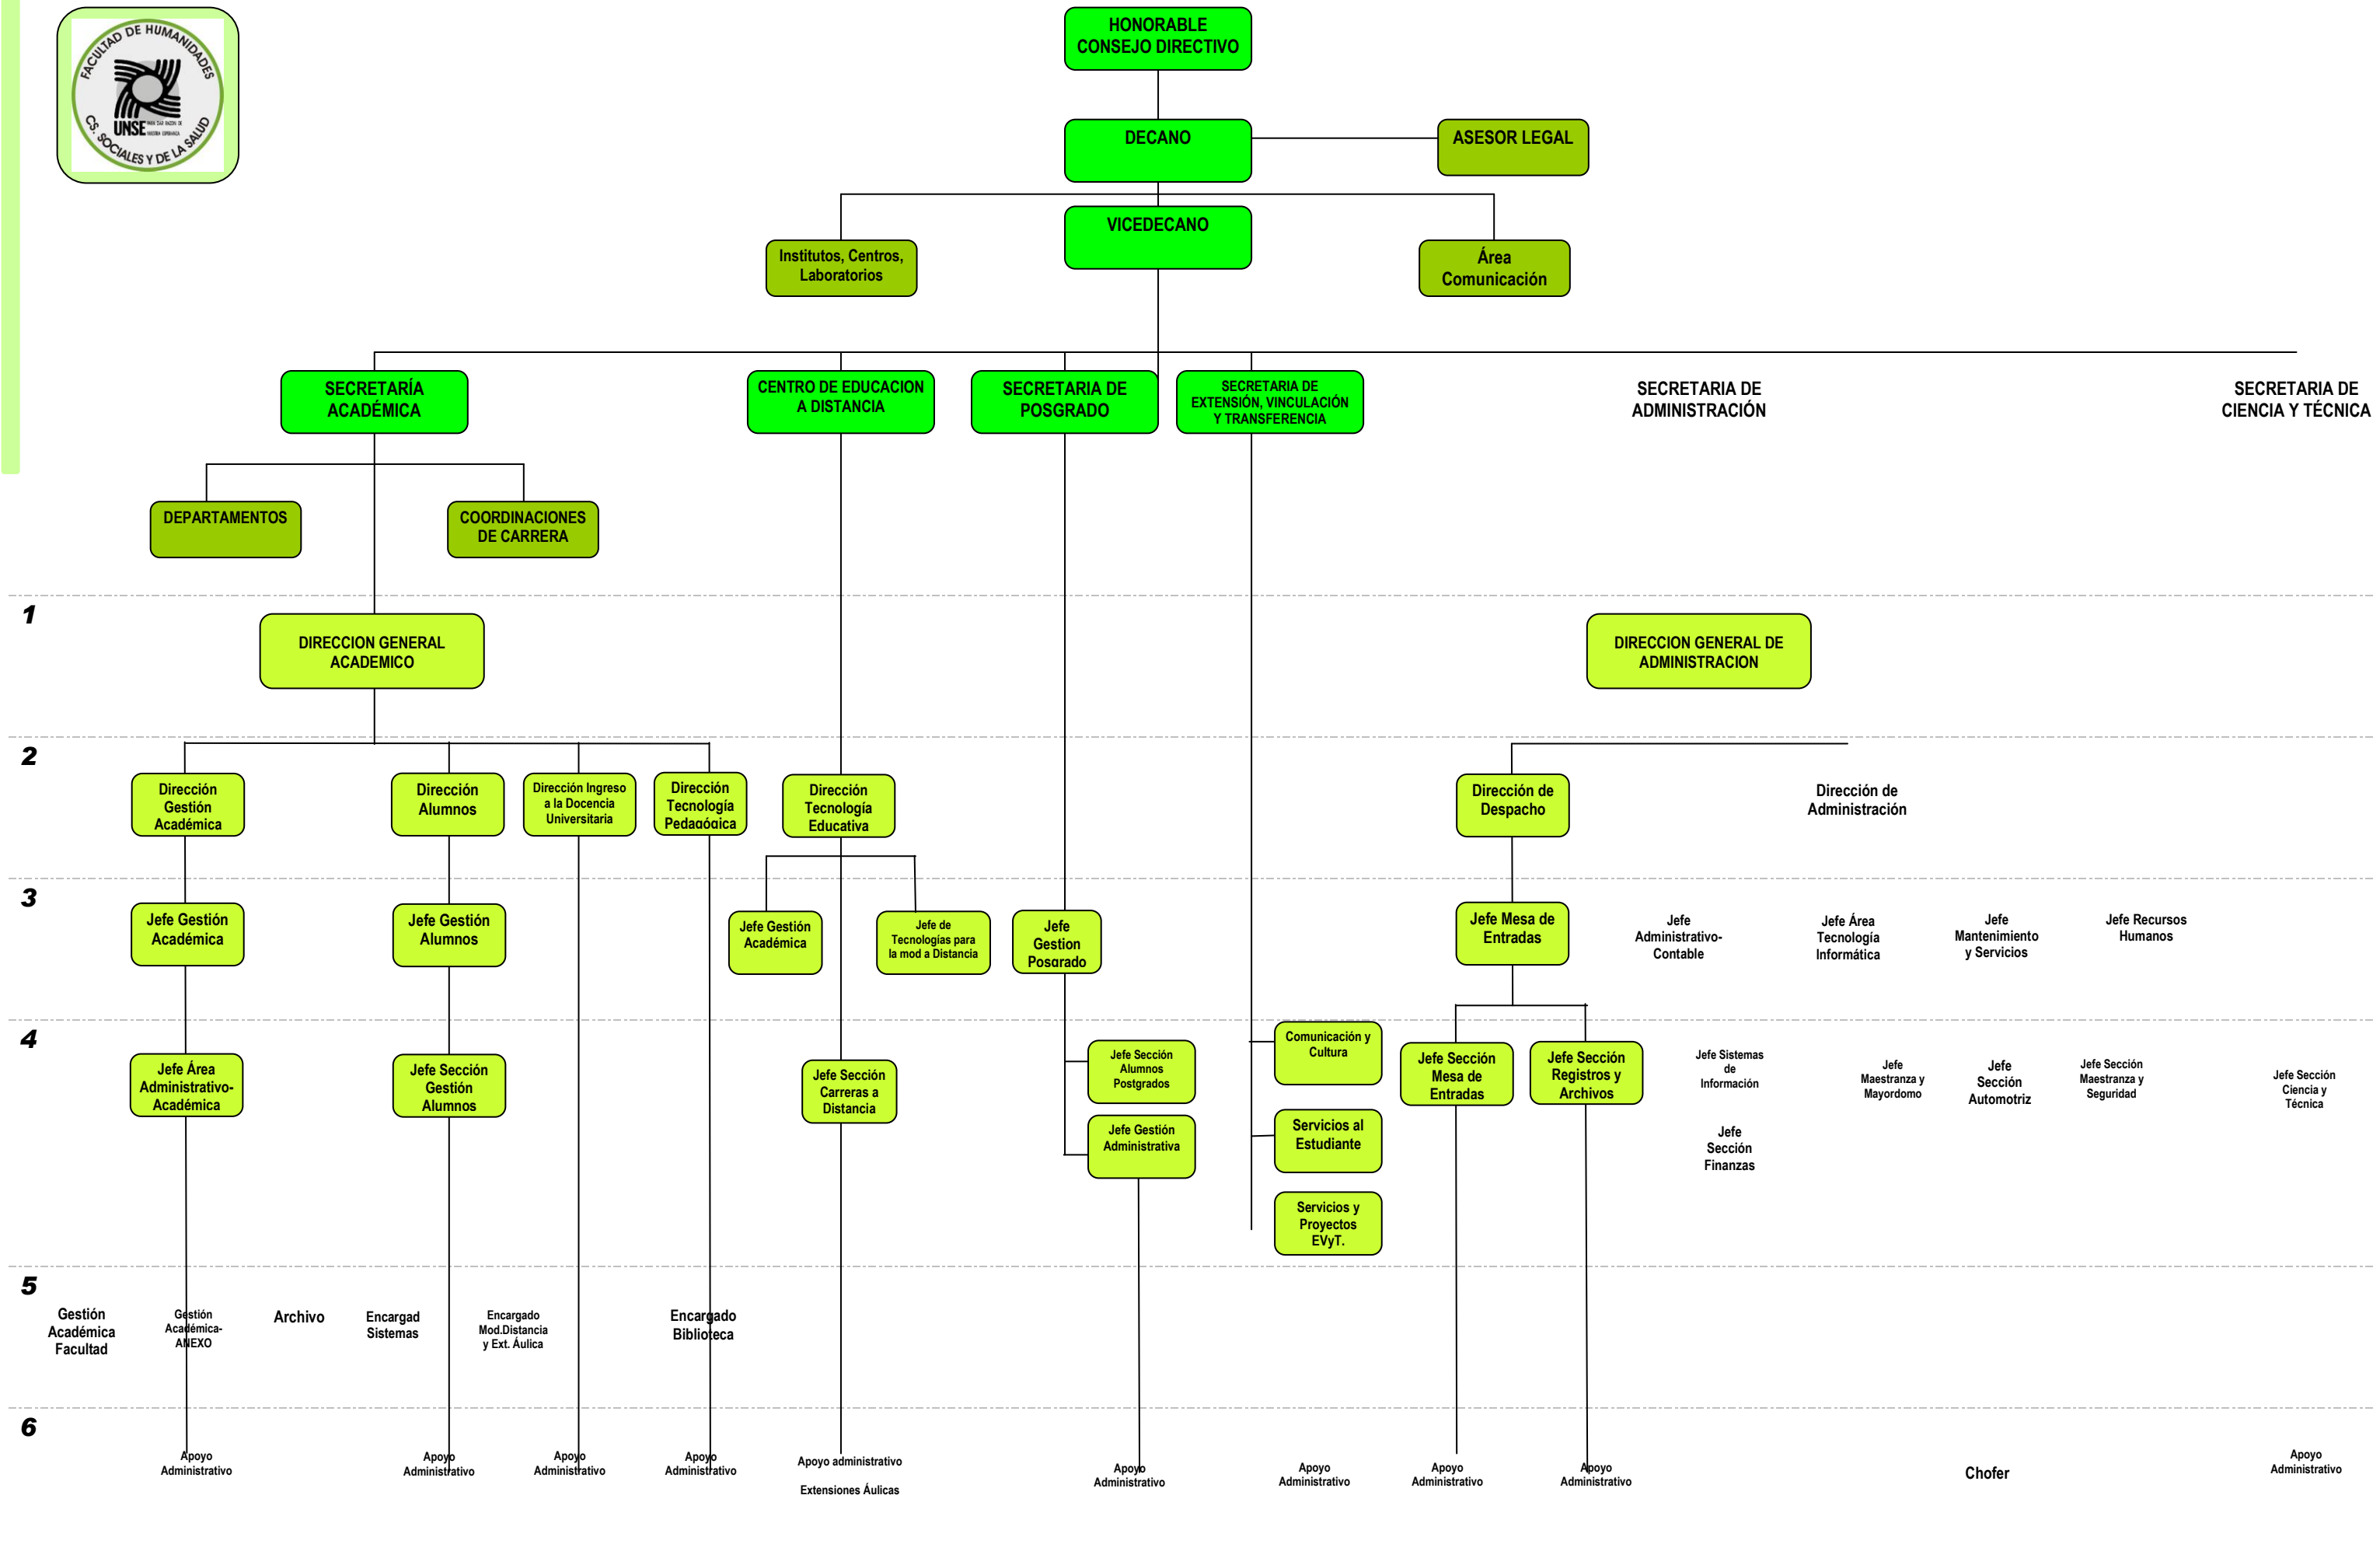 FACULTAD DE HUMANIDADES
UNSE
CS. SOCIALES Y DE LA SALUD
HONORABLE
CONSEJO DIRECTIVO
DECANO
ASESOR LEGAL
VICEDECANO
Institutos, Centros,
Laboratorios
Área
Comunicación
SECRETARÍA
ACADÉMICA
CENTRO DE EDUCACION
A DISTANCIA
SECRETARIA DE
POSGRADO
SECRETARIA DE
EXTENSIÓN, VINCULACIÓN
Y TRANSFERENCIA
SECRETARIA DE
ADMINISTRACIÓN
SECRETARIA DE
CIENCIA Y TÉCNICA
DEPARTAMENTOS
COORDINACIONES
DE CARRERA
1
DIRECCION GENERAL
ACADEMICO
DIRECCION GENERAL DE
ADMINISTRACION
2
Dirección
Gestión
Académica
Dirección
Alumnos
Dirección Ingreso
a la Docencia
Universitaria
Dirección
Tecnología
Pedagógica
Dirección
Tecnología
Educativa
Dirección de
Despacho
Dirección de
Administración
3
Jefe Gestión
Académica
Jefe Gestión
Alumnos
Jefe Gestión
Académica
Jefe de
Tecnologías para
la mod a Distancia
Jefe
Gestion
Posgrado
Jefe Mesa de
Entradas
Jefe
Administrativo-
Contable
Jefe Área
Tecnología
Informática
Jefe
Mantenimiento
y Servicios
Jefe Recursos
Humanos
4
Jefe Área
Administrativo-
Académica
Jefe Sección
Gestión
Alumnos
Jefe Sección
Carreras a
Distancia
Jefe Sección
Alumnos
Postgrados
Jefe Gestión
Administrativa
Comunicación y
Cultura
Servicios al
Estudiante
Servicios y
Proyectos
EVyT.
Jefe Sección
Mesa de
Entradas
Jefe Sección
Registros y
Archivos
Jefe Sistemas
de
Información
Jefe
Sección
Finanzas
Jefe
Maestranza y
Mayordomo
Jefe
Sección
Automotriz
Jefe Sección
Maestranza y
Seguridad
Jefe Sección
Ciencia y
Técnica
5
Gestión
Académica
Facultad
Gestión
Académica-
ANEXO
Archivo
Encargad
Sistemas
Encargado
Mod.Distancia
y Ext. Áulica
Encargado
Biblioteca
6
Apoyo
Administrativo
Apoyo
Administrativo
Apoyo
Administrativo
Apoyo
Administrativo
Apoyo administrativo
Extensiones Áulicas
Apoyo
Administrativo
Apoyo
Administrativo
Apoyo
Administrativo
Apoyo
Administrativo
Chofer
Apoyo
Administrativo